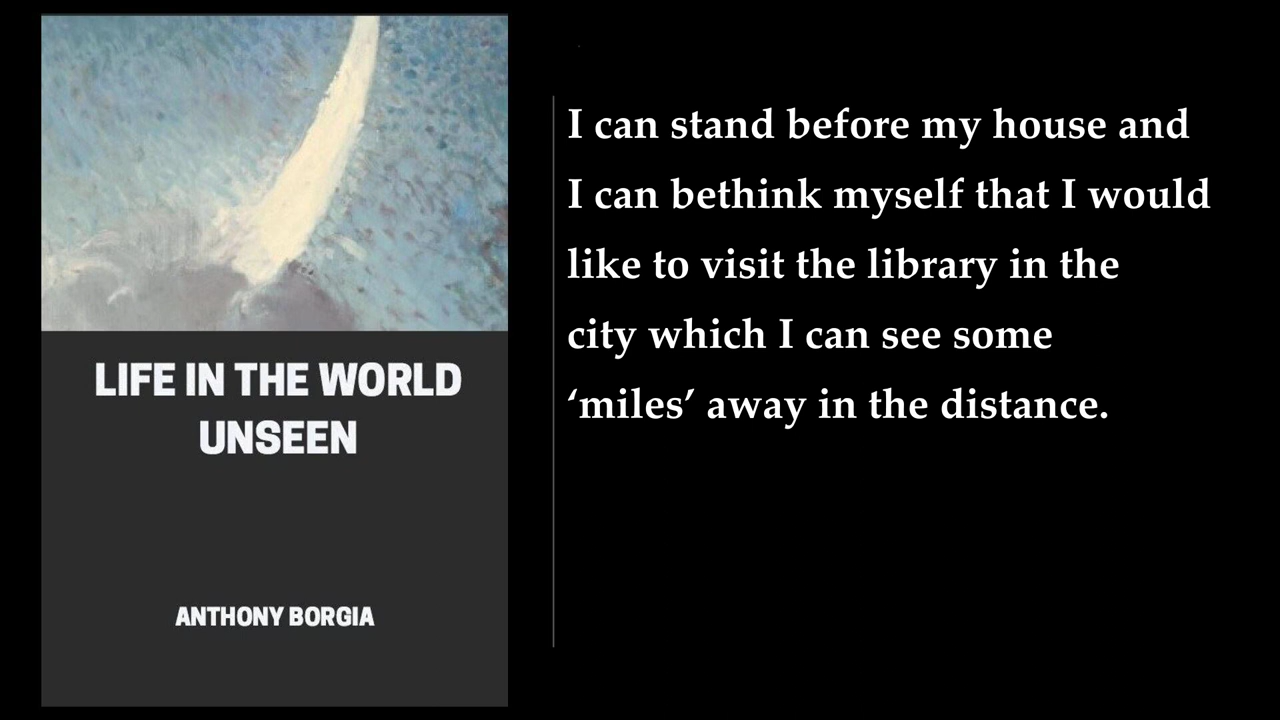 LIFE IN THE WORLD
UNSEEN
ANTHONY BORGIA
I can stand before my house and
I can bethink myself that I would
like to visit the library in the
city which I can see some
‘miles’ away in the distance.